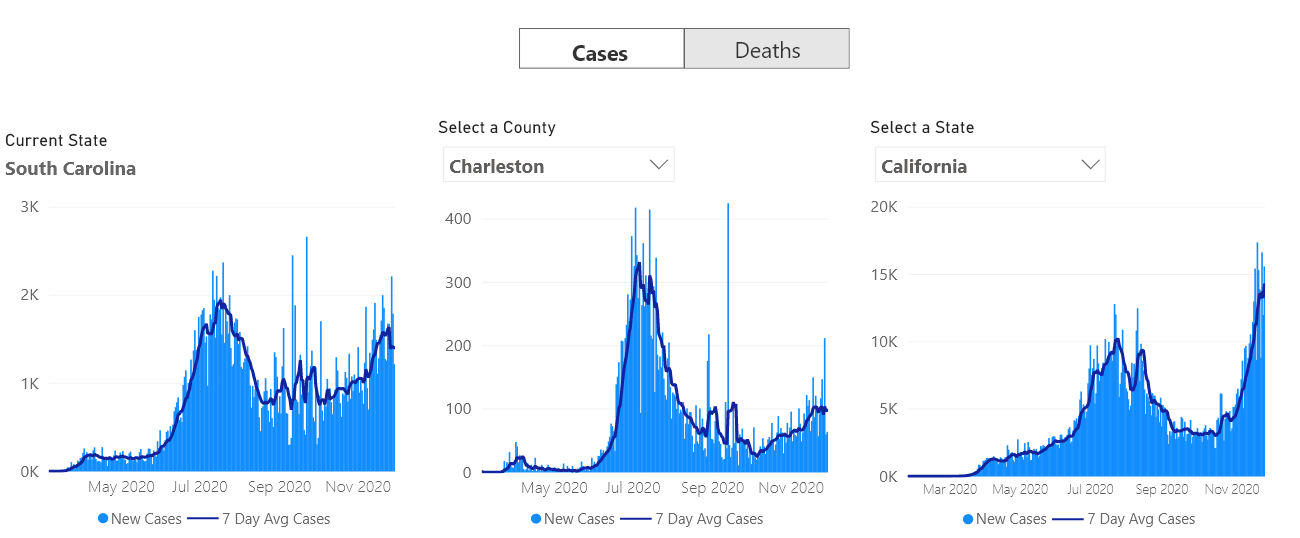 Cases Deaths
Current State
South Carolina
3K
2K
1K
0K
May 2020 Jul 2020 Sep 2020 Nov 2020
New Cases 7 Day Avg Cases
Select a County
Charleston
400
300
200
100
0
May 2020 Jul 2020 Sep 2020 Nov 2020
New Cases 7 Day Avg Cases
Select a State
California
20K
15K
10K
5K
0K
Mar 2020 May 2020 Jul 2020 Sep 2020 Nov 2020
New Cases 7 Day Avg Cases